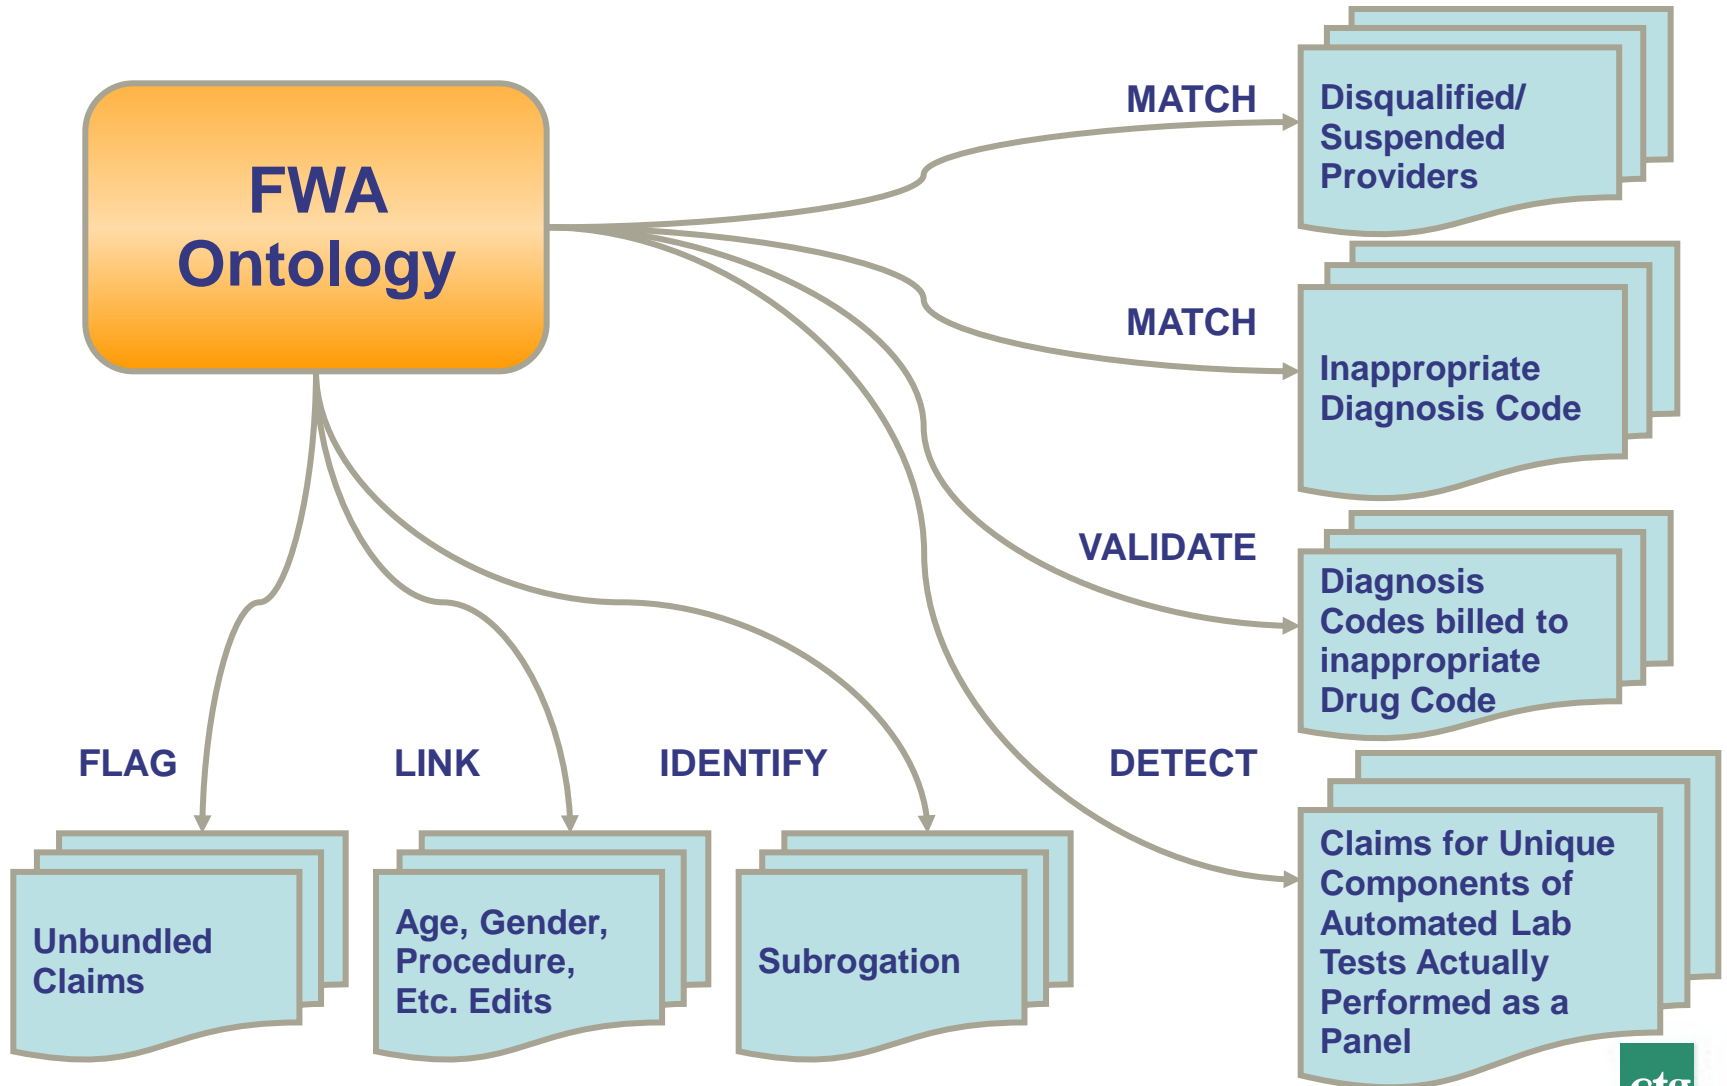 FWA
Ontology
MATCH
Disqualified/
Suspended
Providers
MATCH
Inappropriate
Diagnosis Code
VALIDATE
Diagnosis
Codes billed to
inappropriate
Drug Code
DETECT
Claims for Unique
Components of
Automated Lab
Tests Actually
Performed as a
Panel
FLAG
Unbundled
Claims
LINK
Age, Gender,
Procedure,
Etc. Edits
IDENTIFY
Subrogation
ctg